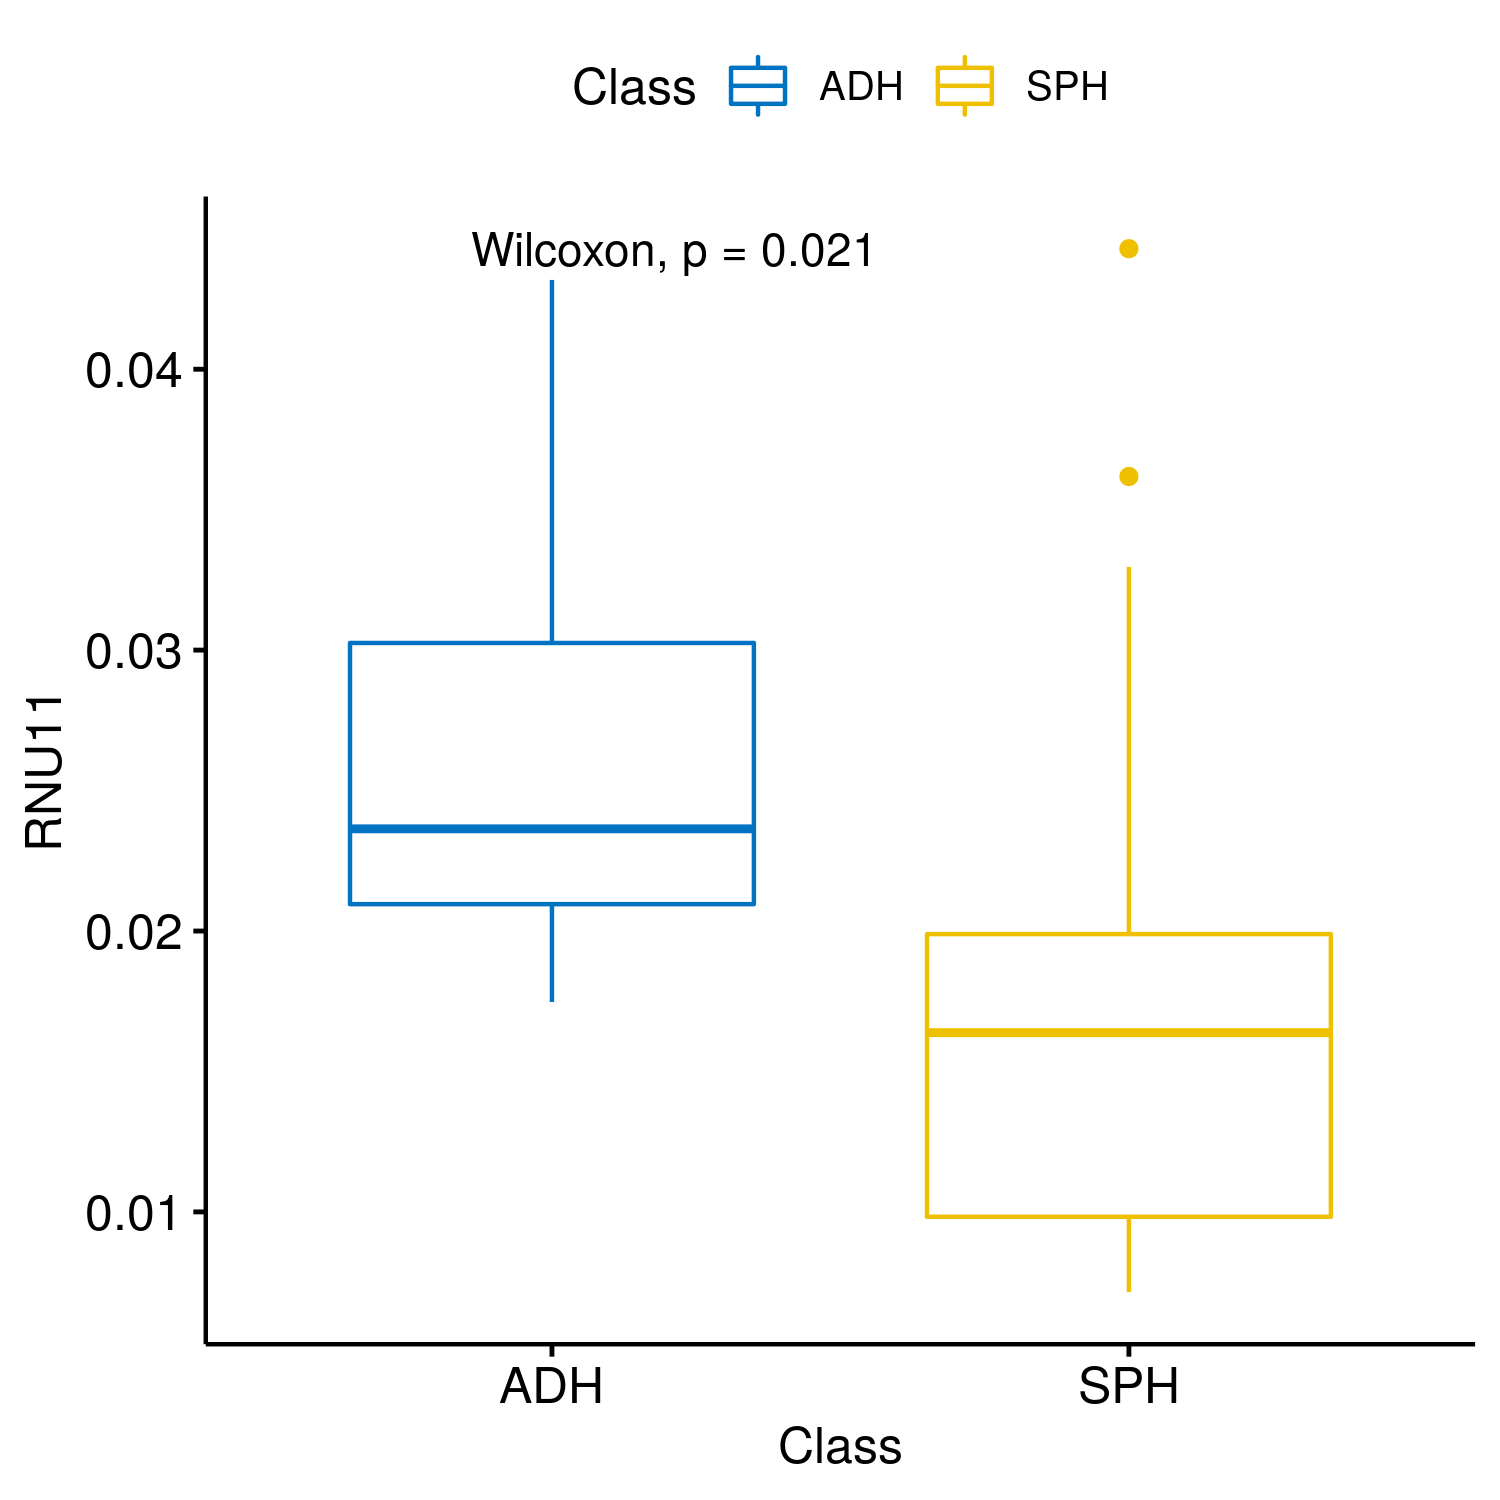 Class ADH SPH
Wilcoxon, p = 0.021
0.04
0.03
0.02
0.01
RNU11
ADH SPH
Class